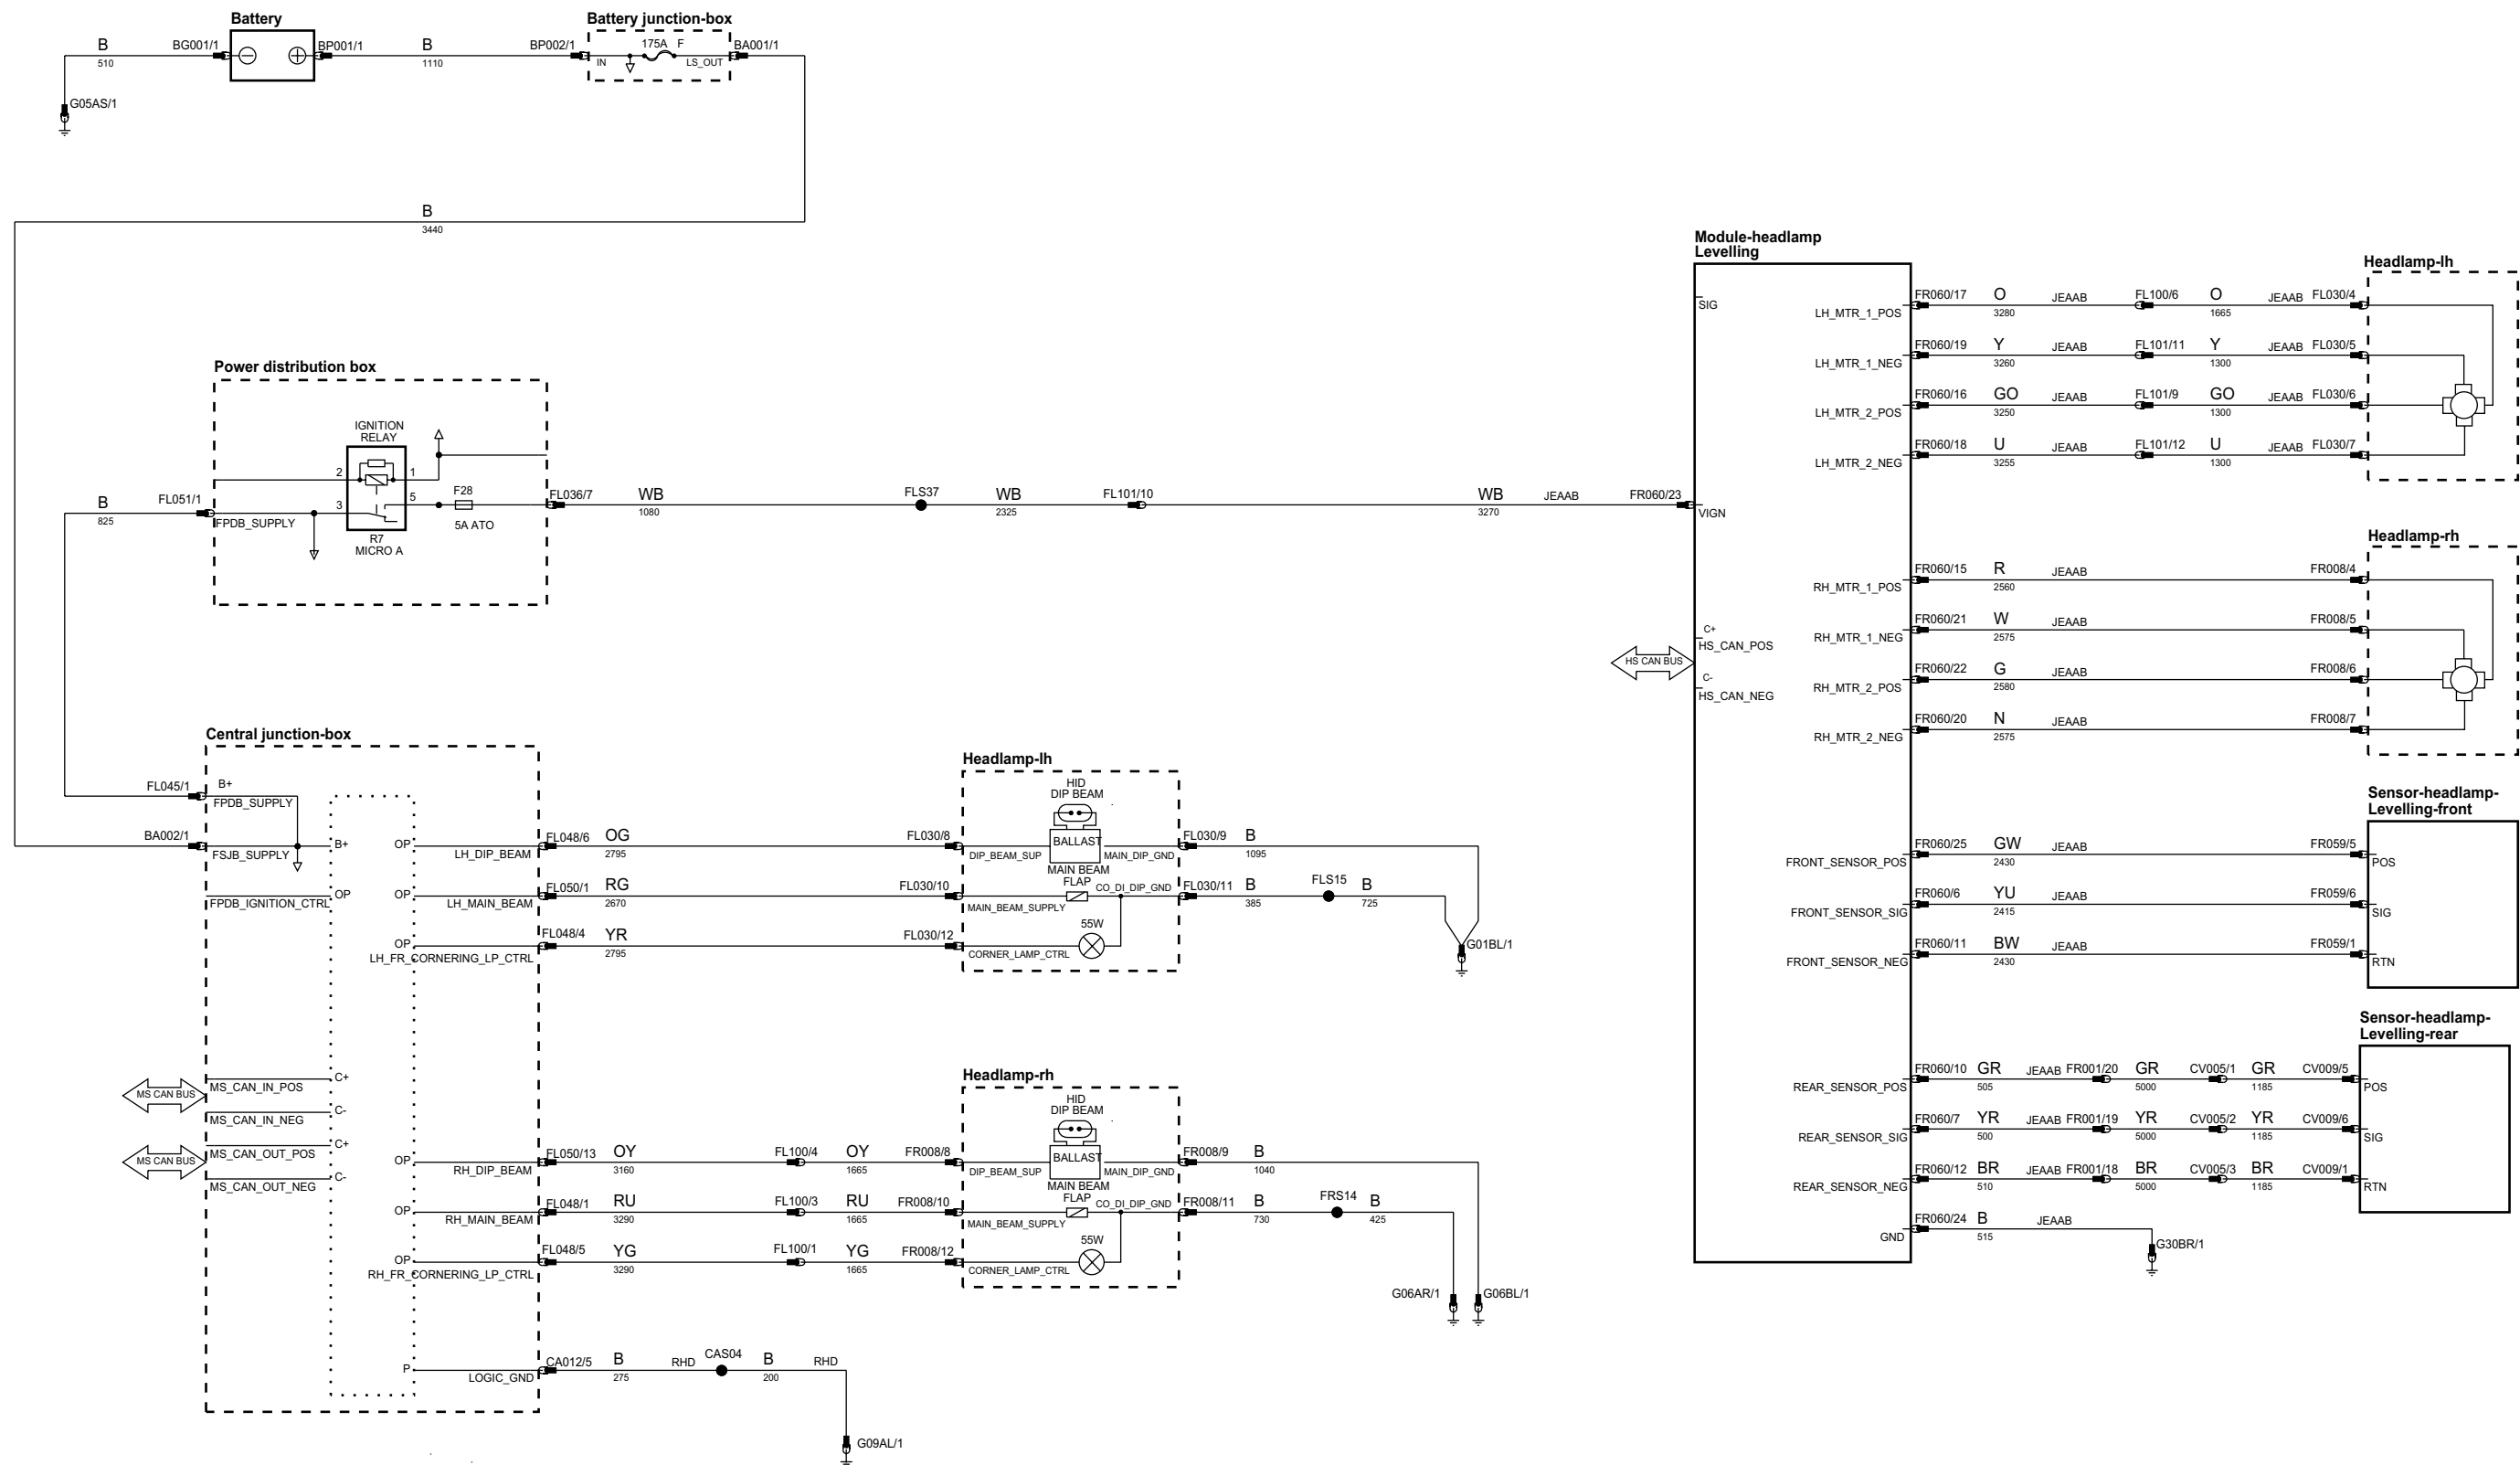 Battery
Battery junction-box
B
510
BG001/1
BP001/1
B
1110
BP002/1
IN
175A F
LS_OUT
BA001/1
G05AS/1
B
3440
Power distribution box
IGNITION
RELAY
2
1
3
5
R7
MICRO A
F28
5A ATO
B
825
FL051/1
FPDB_SUPPLY
FL036/7
WB
1080
FLS37
WB
2325
FL101/10
WB
3270
JEAAB
FR060/23
Module-headlamp
Levelling
SIG
VIGN
C+
HS_CAN_POS
HS CAN BUS
C-
HS_CAN_NEG
LH_MTR_1_POS
FR060/17
O
3280
JEAAB
FL100/6
O
1665
JEAAB
FL030/4
LH_MTR_1_NEG
FR060/19
Y
3260
JEAAB
FL101/11
Y
1300
JEAAB
FL030/5
LH_MTR_2_POS
FR060/16
GO
3250
JEAAB
FL101/9
GO
1300
JEAAB
FL030/6
LH_MTR_2_NEG
FR060/18
U
3255
JEAAB
FL101/12
U
1300
JEAAB
FL030/7
Headlamp-lh
RH_MTR_1_POS
FR060/15
R
2560
JEAAB
FR008/4
RH_MTR_1_NEG
FR060/21
W
2575
JEAAB
FR008/5
RH_MTR_2_POS
FR060/22
G
2580
JEAAB
FR008/6
RH_MTR_2_NEG
FR060/20
N
2575
JEAAB
FR008/7
Headlamp-rh
FRONT_SENSOR_POS
FR060/25
GW
2430
JEAAB
FR059/5
POS
FRONT_SENSOR_SIG
FR060/6
YU
2415
JEAAB
FR059/6
SIG
FRONT_SENSOR_NEG
FR060/11
BW
2430
JEAAB
FR059/1
RTN
Sensor-headlamp-
Levelling-front
REAR_SENSOR_POS
FR060/10
GR
505
JEAAB
FR001/20
GR
5000
CV005/1
GR
1185
CV009/5
POS
REAR_SENSOR_SIG
FR060/7
YR
500
JEAAB
FR001/19
YR
5000
CV005/2
YR
1185
CV009/6
SIG
REAR_SENSOR_NEG
FR060/12
BR
510
JEAAB
FR001/18
BR
5000
CV005/3
BR
1185
CV009/1
RTN
Sensor-headlamp-
Levelling-rear
GND
FR060/24
B
515
JEAAB
G30BR/1
Central junction-box
FL045/1
B+
FPDB_SUPPLY
BA002/1
FSJB_SUPPLY
B+
FPDB_IGNITION_CTRL
OP
MS CAN BUS
MS_CAN_IN_POS
C+
MS_CAN_IN_NEG
C-
MS CAN BUS
MS_CAN_OUT_POS
C+
MS_CAN_OUT_NEG
C-
OP
LH_DIP_BEAM
FL048/6
OG
2795
FL030/8
OP
LH_MAIN_BEAM
FL050/1
RG
2670
FL030/10
OP
LH_FR_CORNERING_LP_CTRL
FL048/4
YR
2795
FL030/12
Headlamp-lh
HID
DIP BEAM
BALLAST
DIP_BEAM_SUP
MAIN_DIP_GND
MAIN BEAM
FLAP
CO_DI_DIP_GND
MAIN_BEAM_SUPPLY
55W
CORNER_LAMP_CTRL
FL030/9
B
1095
FL030/11
B
385
FLS15
B
725
G01BL/1
OP
RH_DIP_BEAM
FL050/13
OY
3160
FL100/4
OY
1665
FR008/8
OP
RH_MAIN_BEAM
FL048/1
RU
3290
FL100/3
RU
1665
FR008/10
OP
RH_FR_CORNERING_LP_CTRL
FL048/5
YG
3290
FL100/1
YG
1665
FR008/12
Headlamp-rh
HID
DIP BEAM
BALLAST
DIP_BEAM_SUP
MAIN_DIP_GND
MAIN BEAM
FLAP
CO_DI_DIP_GND
MAIN_BEAM_SUPPLY
55W
CORNER_LAMP_CTRL
FR008/9
B
1040
FR008/11
B
730
FRS14
B
425
G06AR/1
G06BL/1
P
LOGIC_GND
CA012/5
B
275
RHD
CAS04
B
200
RHD
G09AL/1